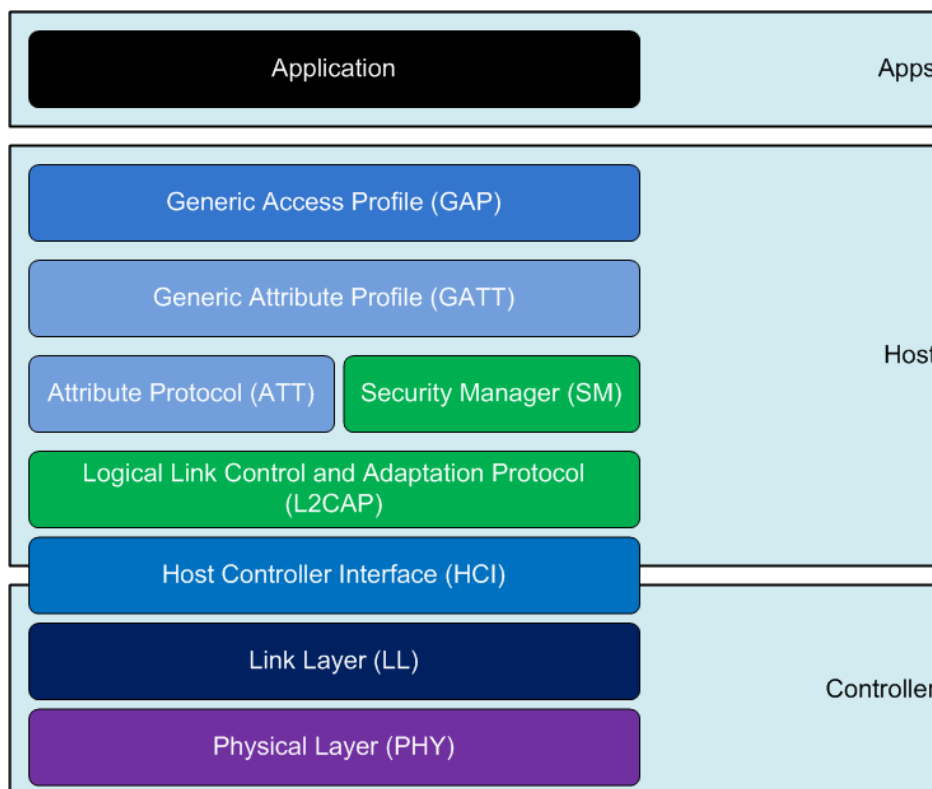 Application
Apps
Generic Access Profile (GAP)
Generic Attribute Profile (GATT)
Host
Attribute Protocol (ATT)
Security Manager (SM)
Logical Link Control and Adaptation Protocol
(L2CAP)
Host Controller Interface (HCI)
Link Layer (LL)
Controller
Physical Layer (PHY)